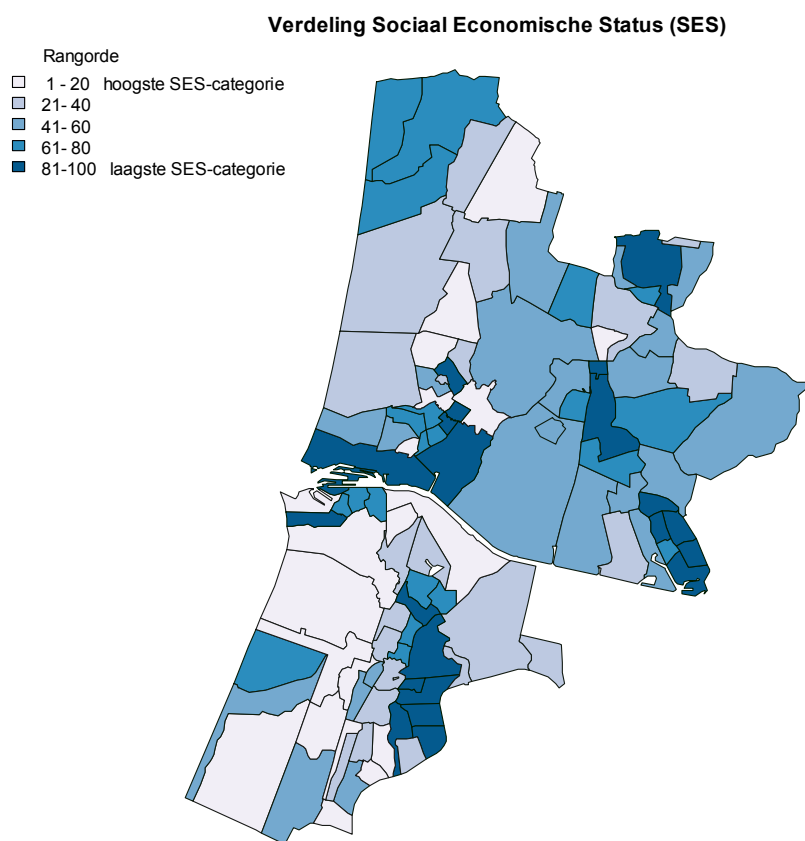 Verdeling Sociaal Economische Status (SES)
Rangorde
1 - 20 hoogste SES-categorie
21- 40
41- 60
61- 80
81-100 laagste SES-categorie